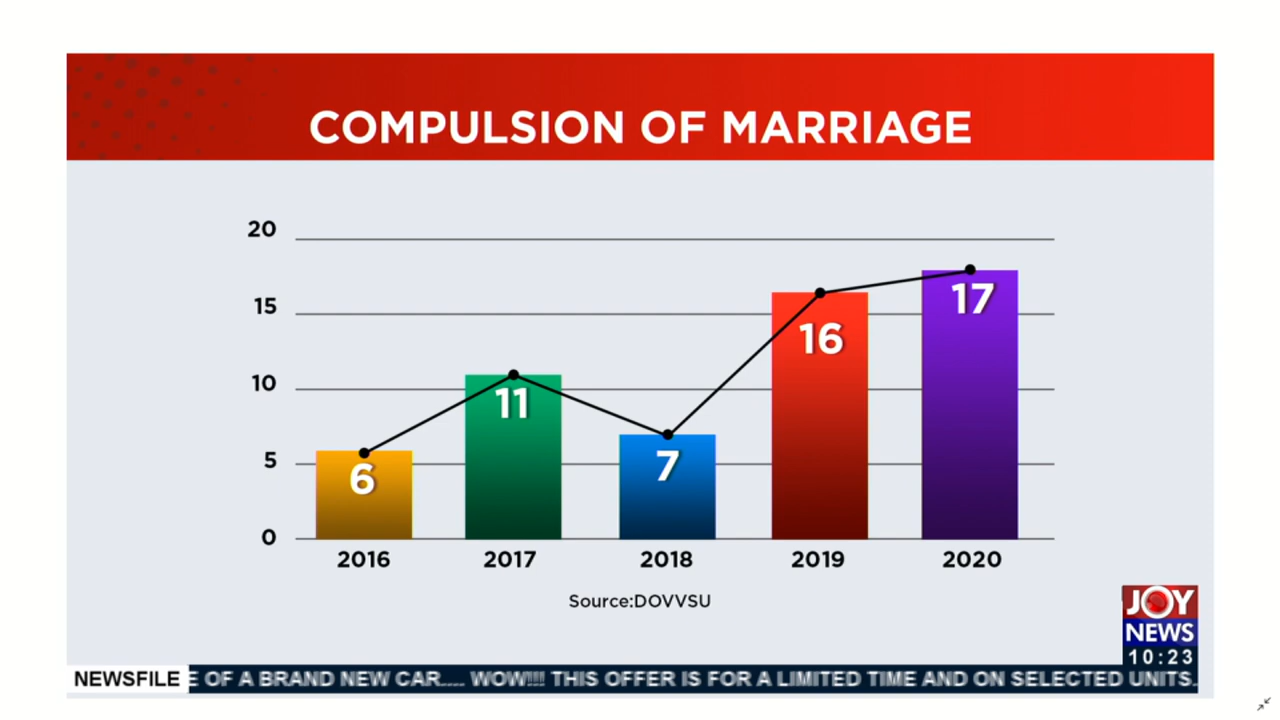 COMPULSION OF MARRIAGE
20
15
10
5
0
6
11
7
16
17
2016 2017 2018 2019 2020
Source:DOVVSU
JOY
NEWS
10:23
NEWSFILE E OF A BRAND NEW CAR.... WOW!!! THIS OFFER IS FOR A LIMITED TIME AND ON SELECTED UNITS.